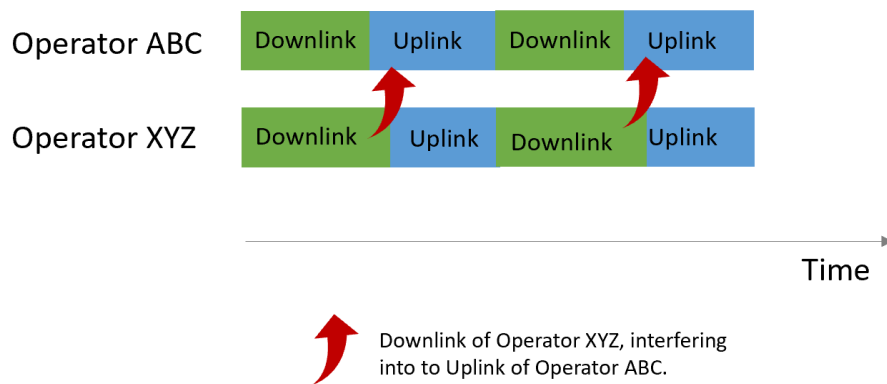 Operator ABC Downlink Uplink Downlink Uplink
Operator XYZ Downlink Uplink Downlink Uplink
Time
Downlink of Operator XYZ, interfering
into to Uplink of Operator ABC.